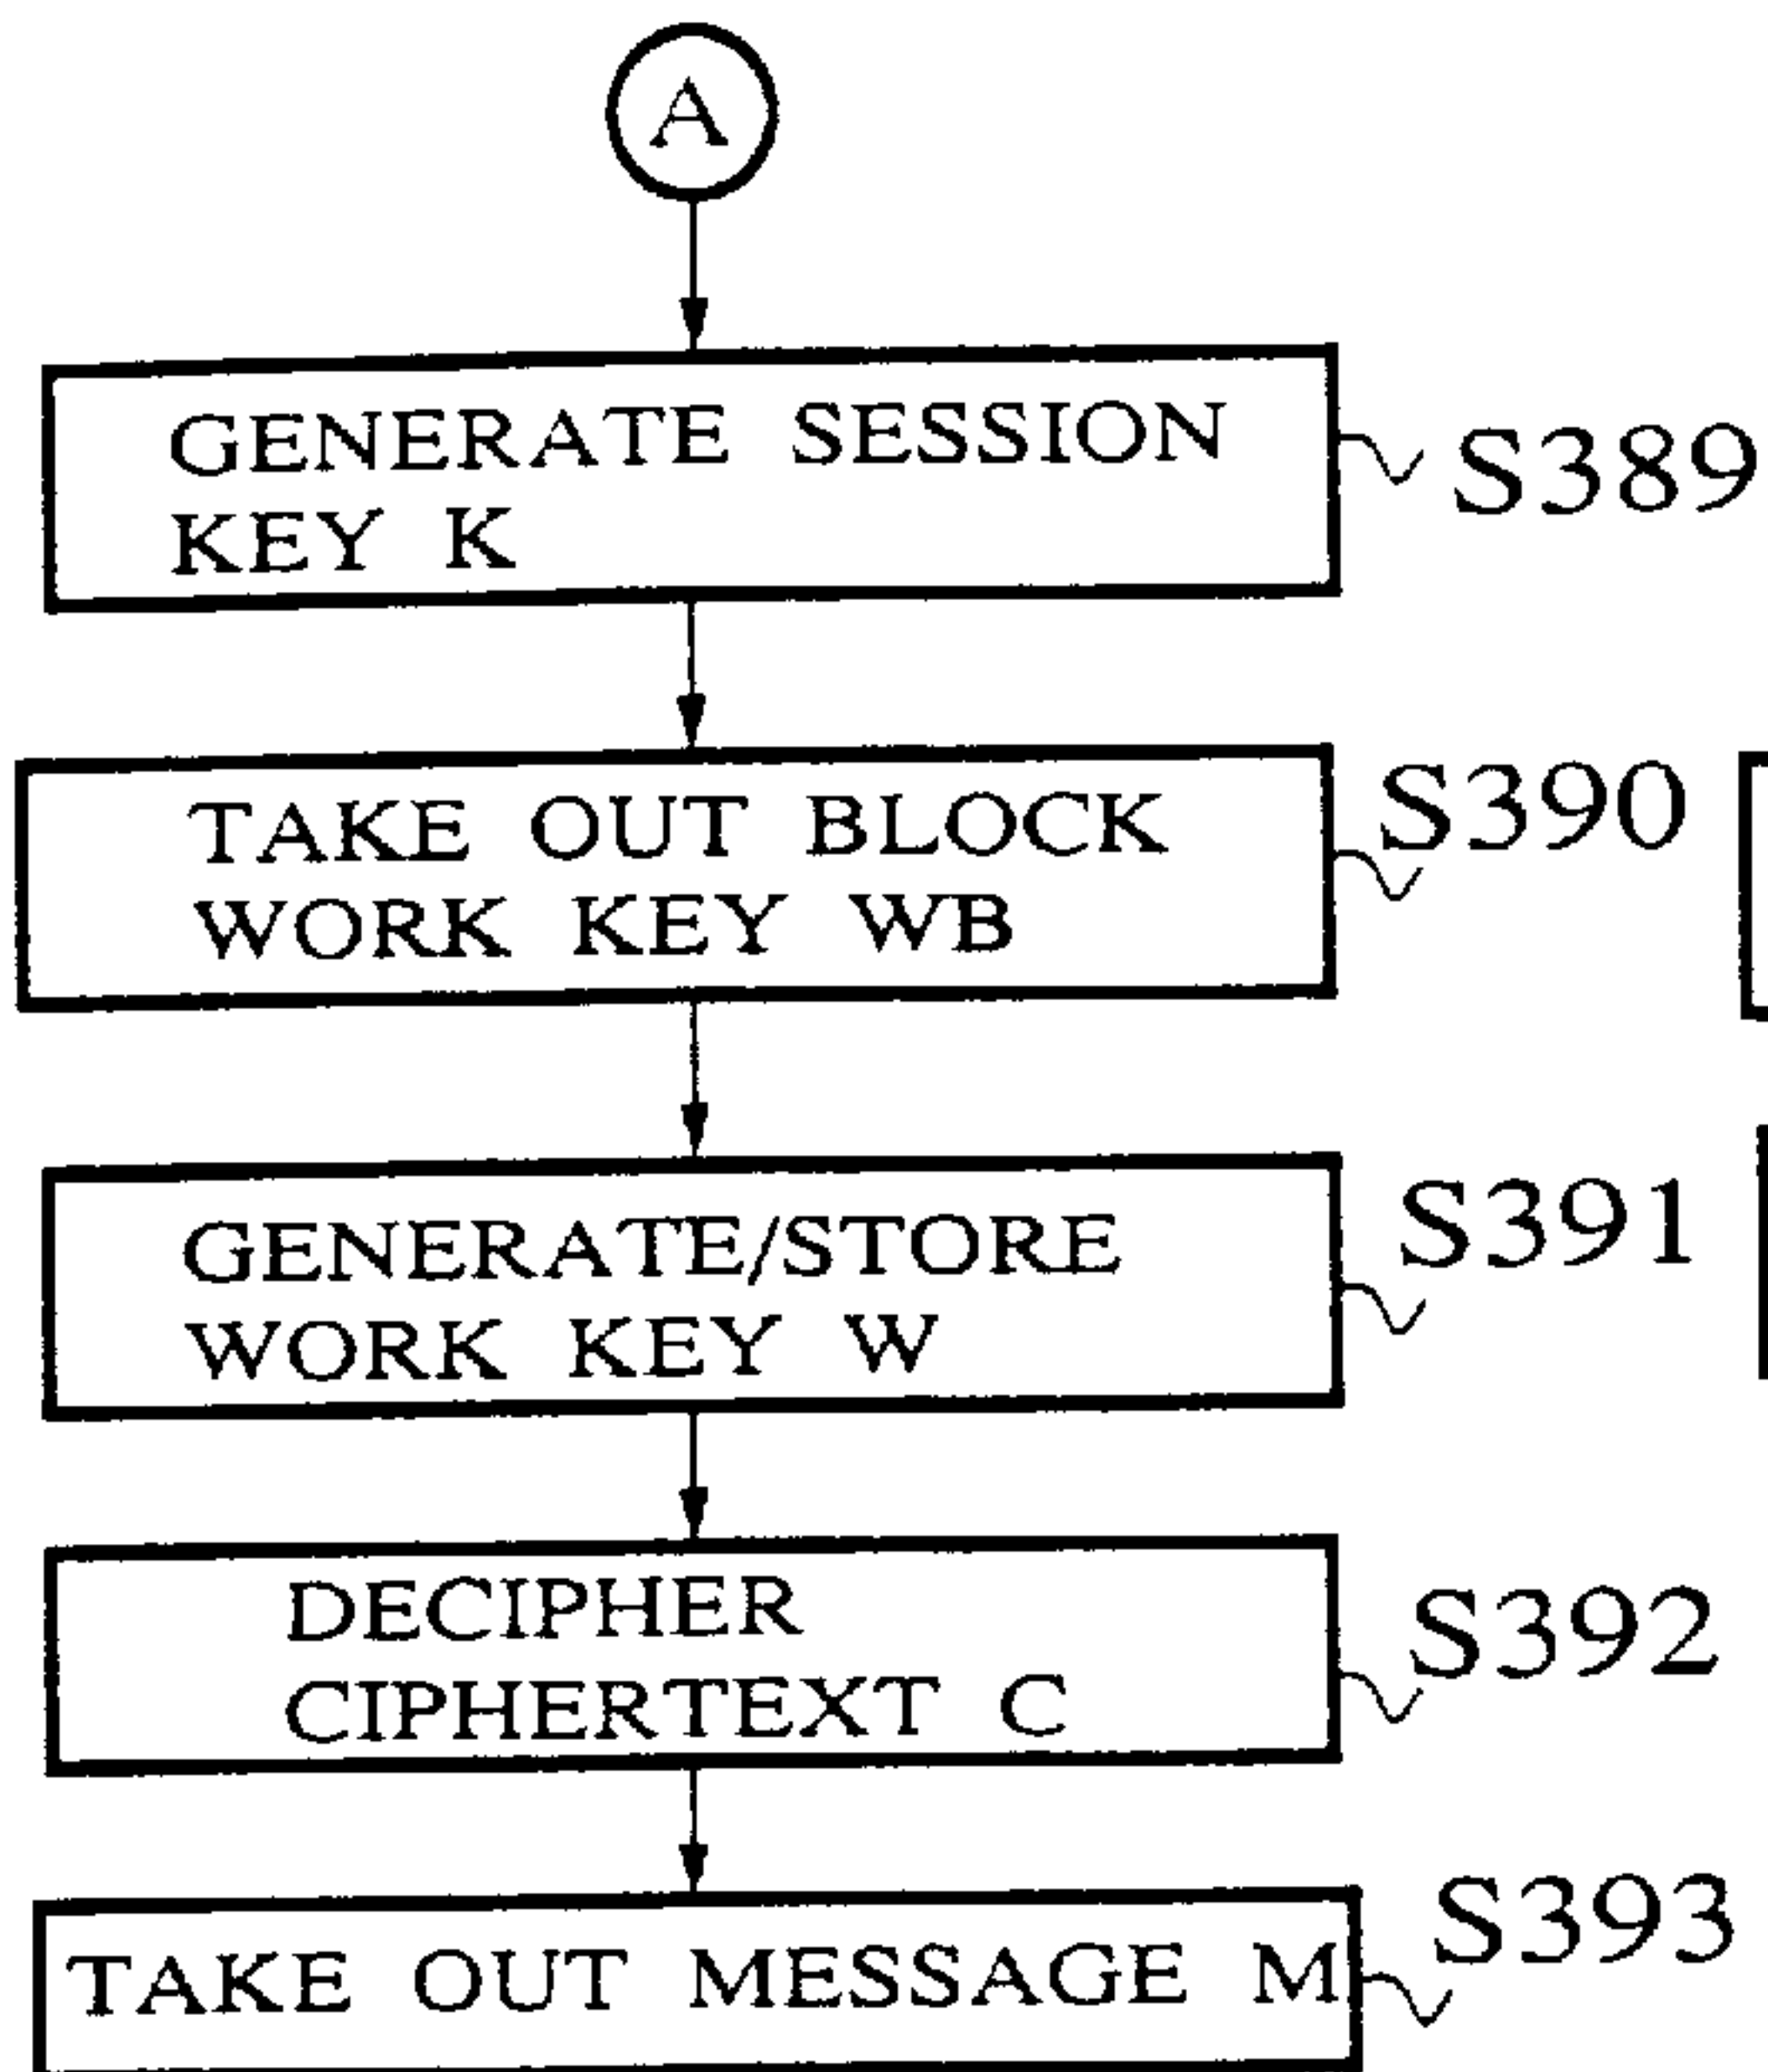 A
GENERATE SESSION
KEY K
S389
TAKE OUT BLOCK
WORK KEY WB
S390
GENERATE/STORE
WORK KEY W
S391
DECIPHER
CIPHERTEXT C
S392
TAKE OUT MESSAGE M
S393